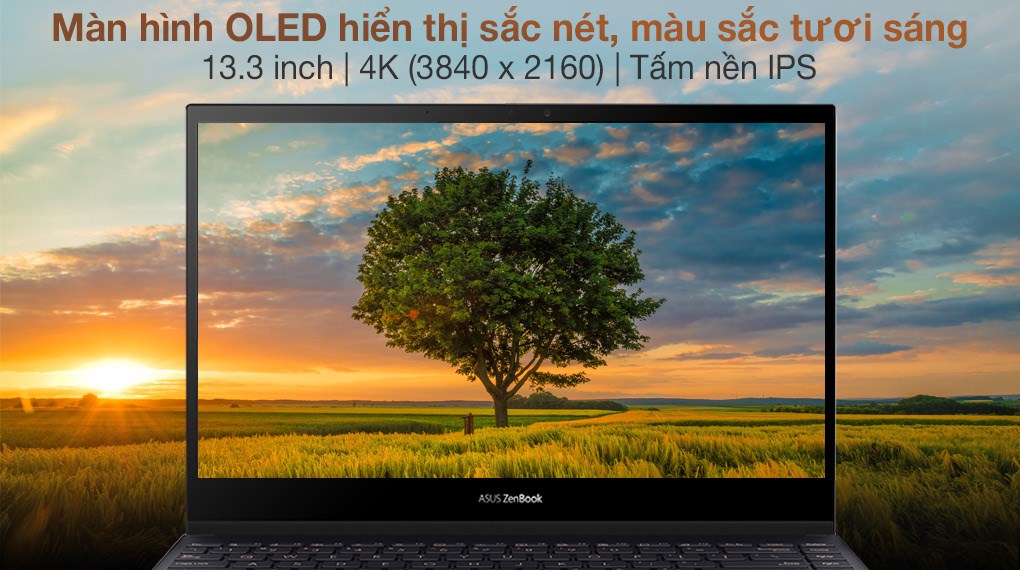 Màn hình OLED hiển thị sắc nét, màu sắc tươi sáng
13.3 inch | 4K (3840 x 2160) | Tấm nền IPS
ASUS ZenBook